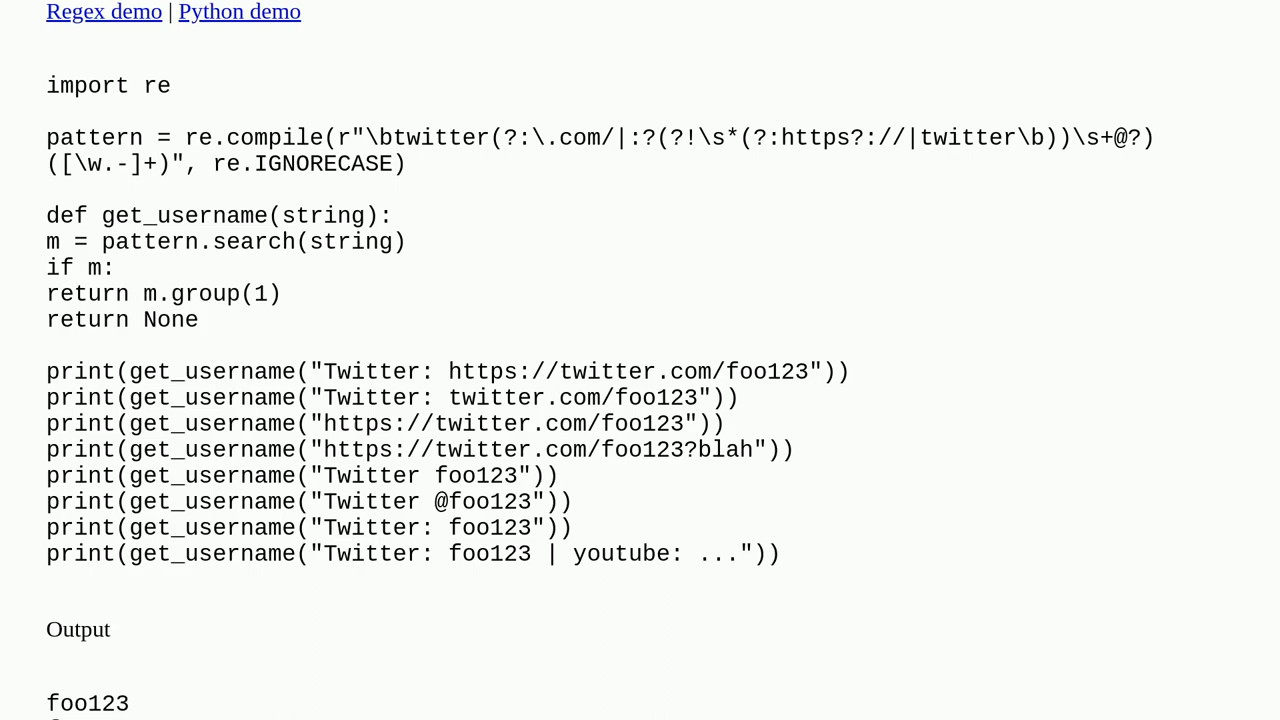 Regex demo | Python demo
import re
pattern = re.compile(r"\btwitter(?:\.com/|:?(?!\s*(?:https?://|twitter\b))\s+@?)
([\w.-]+)", re.IGNORECASE)
def get_username(string):
m = pattern.search(string)
if m:
return m.group(1)
return None
print(get_username("Twitter: https://twitter.com/foo123"))
print(get_username("Twitter: twitter.com/foo123"))
print(get_username("https://twitter.com/foo123"))
print(get_username("https://twitter.com/foo123?blah"))
print(get_username("Twitter foo123"))
print(get_username("Twitter @foo123"))
print(get_username("Twitter: foo123"))
print(get_username("Twitter: foo123 | youtube: ..."))
Output
foo123